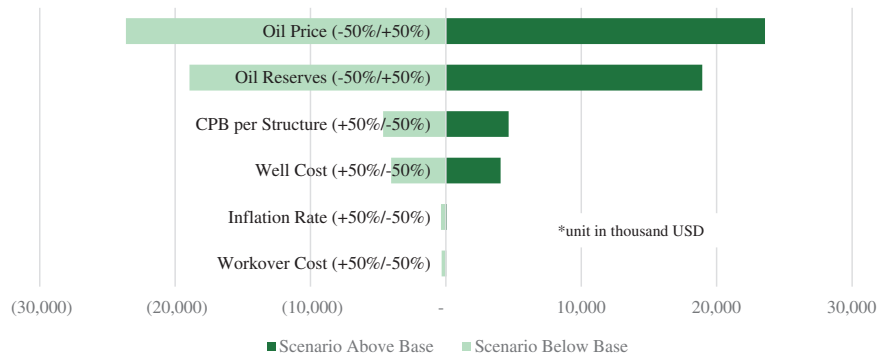 Oil Price (-50%/+50%)
Oil Reserves (-50%/+50%)
CPB per Structure (+50%/-50%)
Well Cost (+50%/-50%)
Inflation Rate (+50%/-50%)
*unit in thousand USD
Workover Cost (+50%/-50%)
(30,000) (20,000) (10,000) - 10,000 20,000 30,000
Scenario Above Base Scenario Below Base